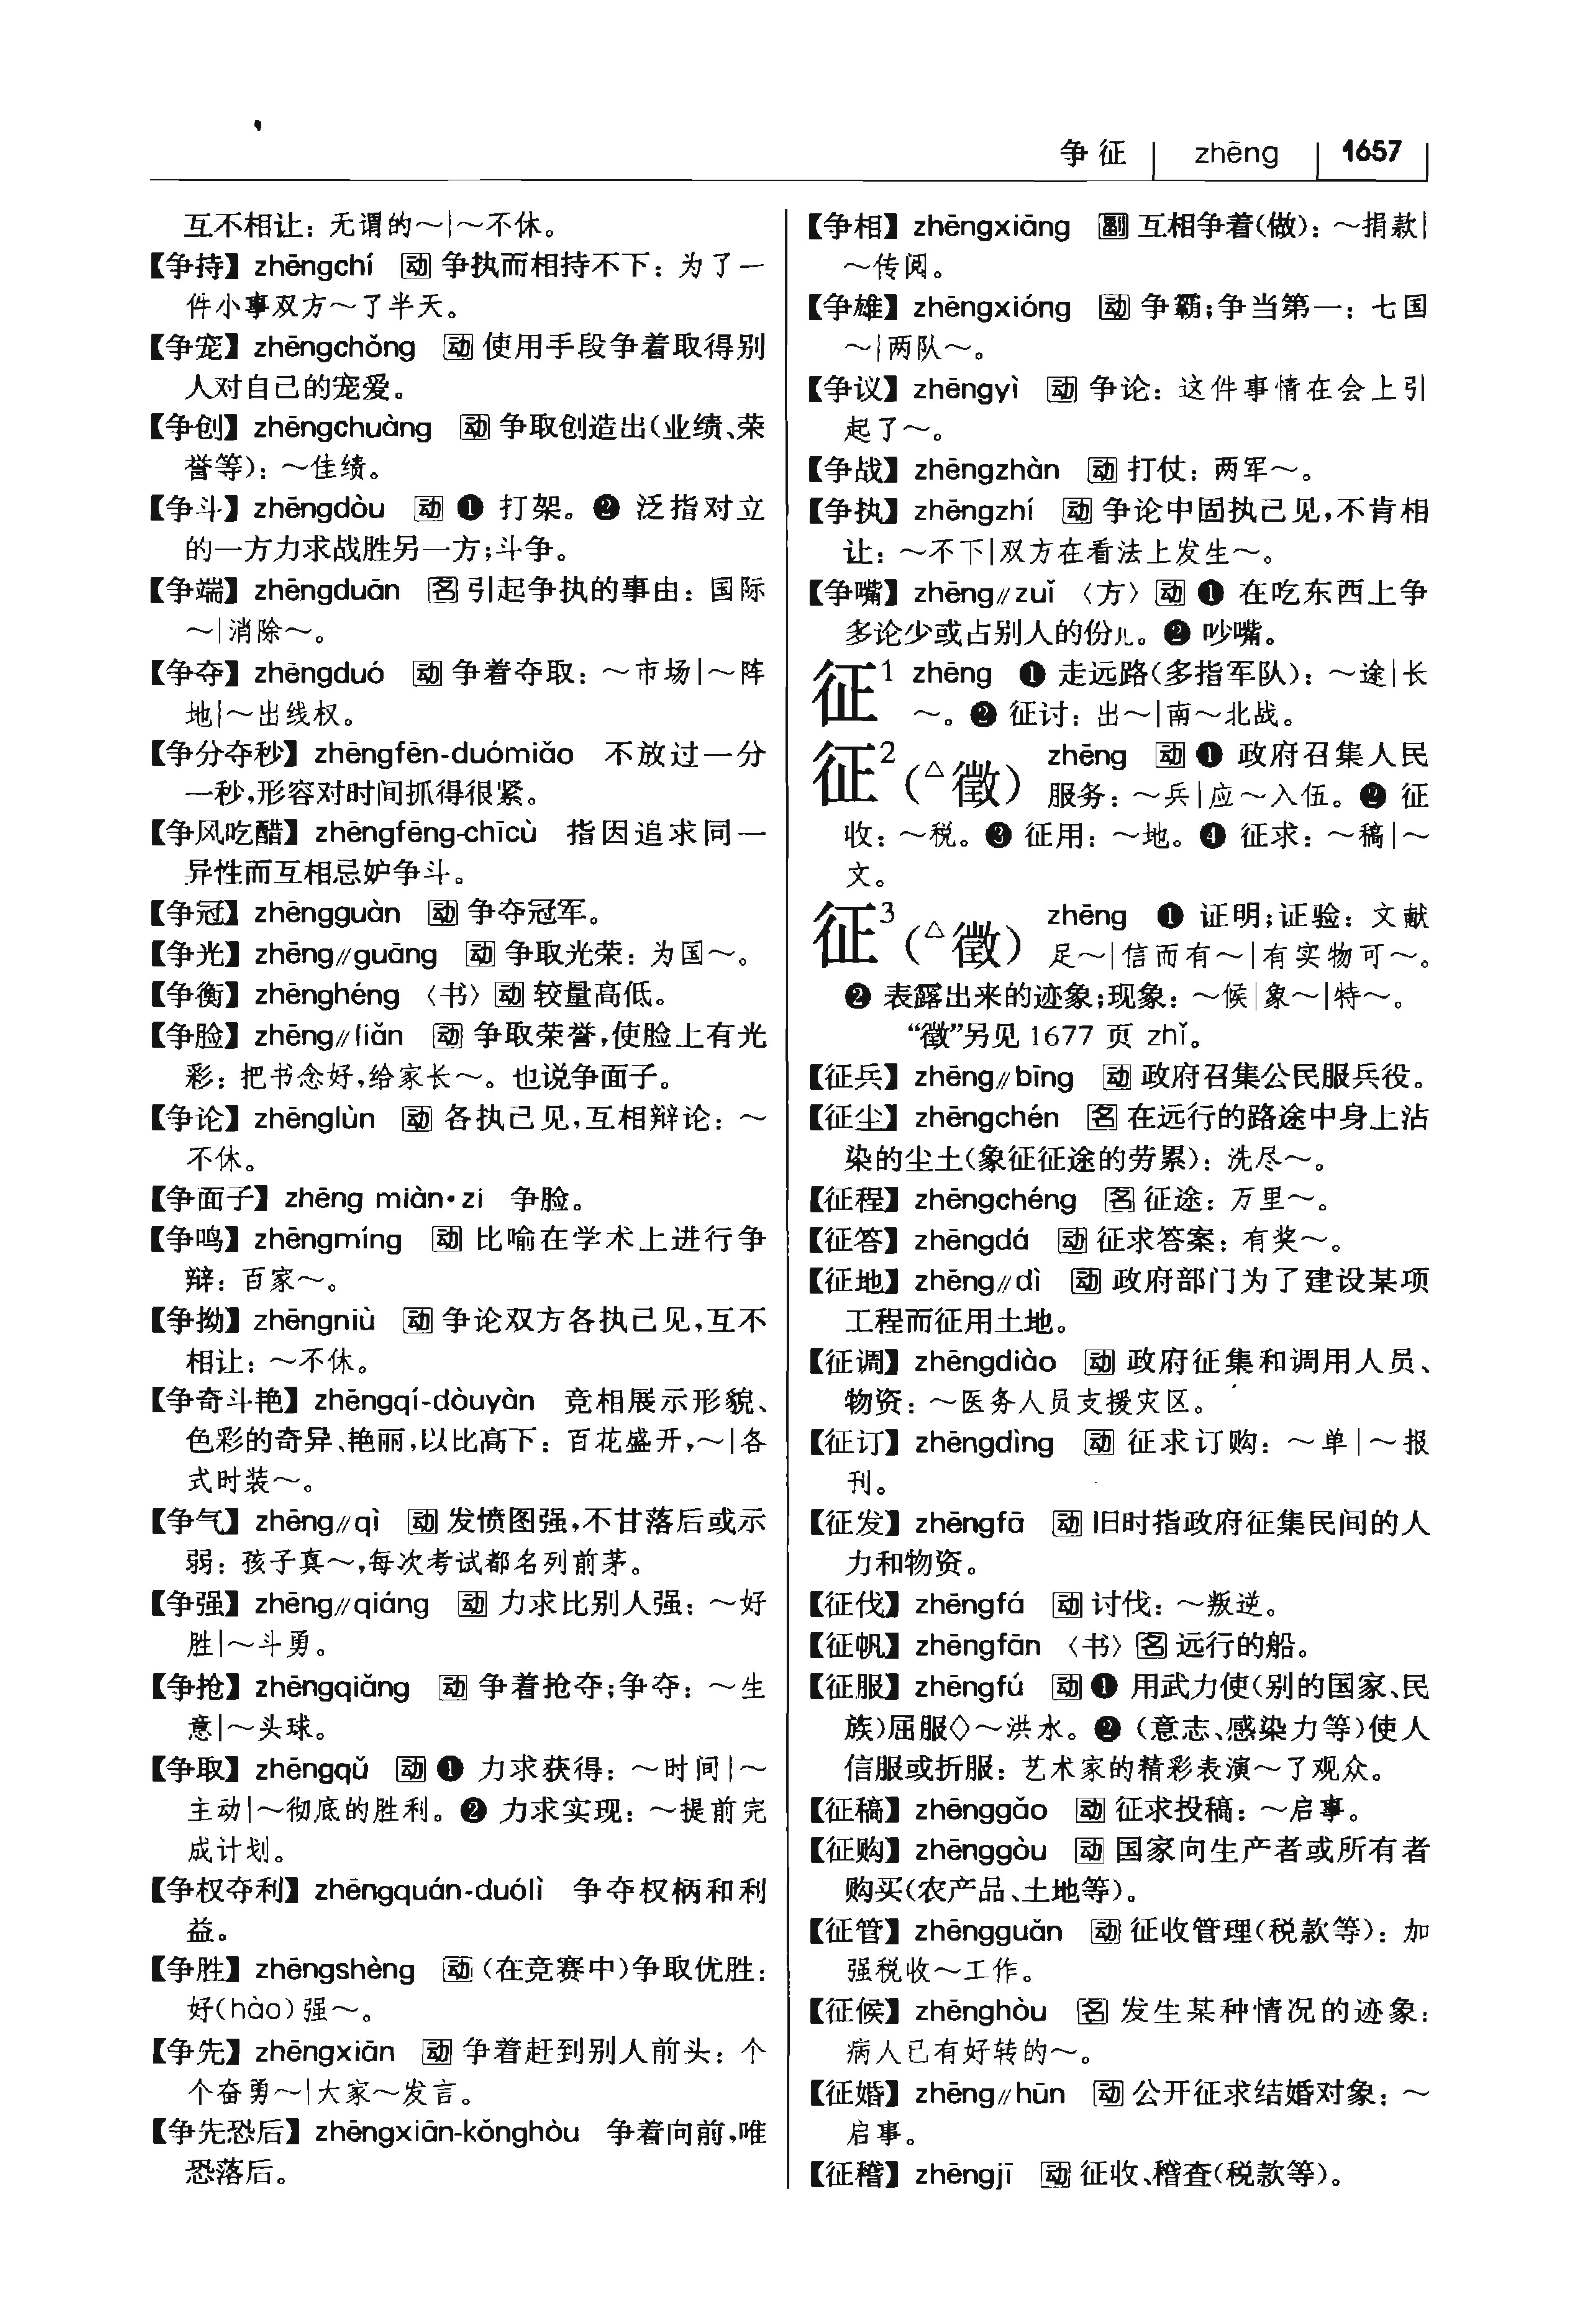 争 征 | zhēng | 1657
互不相让：无谓的～|～不休。
【争持】zhēngchí 动 争执而相持不下：为了一
件小事双方～了半天。
【争宠】zhēngchǒng 动 使用手段争着取得别
人对自己的宠爱。
【争创】zhēngchuàng 动 争取创造出（业绩、荣
誉等）：～佳绩。
【争斗】zhēngdòu 动 ❶ 打架。❷ 泛指对立
的一方力求战胜另一方；斗争。
【争端】zhēngduān 名 引起争执的事由：国际
～|消除～。
【争夺】zhēngduó 动 争着夺取：～市场|～阵
地|～出线权。
【争分夺秒】zhēngfēn-duómiǎo 不放过一分
一秒，形容对时间抓得很紧。
【争风吃醋】zhēngfēng-chīcù 指因追求同一
异性而互相忌妒争斗。
【争冠】zhēngguàn 动 争夺冠军。
【争光】zhēng//guāng 动 争取光荣：为国～。
【争衡】zhēnghéng 〈书〉动 较量高低。
【争脸】zhēng//liǎn 动 争取荣誉，使脸上有光
彩：把书念好，给家长～。也说争面子。
【争论】zhēnglùn 动 各执己见，互相辩论：～
不休。
【争面子】zhēng miàn·zi 争脸。
【争鸣】zhēngmíng 动 比喻在学术上进行争
辩：百家～。
【争拗】zhēngniù 动 争论双方各执己见，互不
相让：～不休。
【争奇斗艳】zhēngqí-dòuyàn 竞相展示形貌、
色彩的奇异、艳丽，以比高下：百花盛开，～|各
式时装～。
【争气】zhēng//qì 动 发愤图强，不甘落后或示
弱：孩子真～，每次考试都名列前茅。
【争强】zhēng//qiáng 动 力求比别人强：～好
胜|～斗勇。
【争抢】zhēngqiǎng 动 争着抢夺；争夺：～生
意|～头球。
【争取】zhēngqǔ 动 ❶ 力求获得：～时间|～
主动|～彻底的胜利。❷ 力求实现：～提前完
成计划。
【争权夺利】zhēngquán-duólì 争夺权柄和利
益。
【争胜】zhēngshèng 动（在竞赛中）争取优胜：
好（hào）强～。
【争先】zhēngxiān 动 争着赶到别人前头：个
个奋勇～|大家～发言。
【争先恐后】zhēngxiān-kǒnghòu 争着向前，唯
恐落后。
【争相】zhēngxiāng 副 互相争着（做）：～捐款|
～传阅。
【争雄】zhēngxióng 动 争霸；争当第一：七国
～|两队～。
【争议】zhēngyì 动 争论：这件事情在会上引
起了～。
【争战】zhēngzhàn 动 打仗：两军～。
【争执】zhēngzhí 动 争论中固执己见，不肯相
让：～不下|双方在看法上发生～。
【争嘴】zhēng//zuǐ 〈方〉动 ❶ 在吃东西上争
多论少或占别人的份儿。❷ 吵嘴。
征1 zhēng ❶ 走远路（多指军队）：～途|长
～。❷ 征讨：出～|南～北战。
征2（△徵） zhēng 动 ❶ 政府召集人民
服务：～兵|应～入伍。❷ 征
收：～税。❸ 征用：～地。❹ 征求：～稿|～
文。
征3（△徵） zhēng ❶ 证明；证验：文献
足～|信而有～|有实物可～。
❷ 表露出来的迹象；现象：～候|象～|特～。
“徵”另见 1677 页 zhǐ。
【征兵】zhēng//bīng 动 政府召集公民服兵役。
【征尘】zhēngchén 名 在远行的路途中身上沾
染的尘土（象征征途的劳累）：洗尽～。
【征程】zhēngchéng 名 征途：万里～。
【征答】zhēngdá 动 征求答案：有奖～。
【征地】zhēng//dì 动 政府部门为了建设某项
工程而征用土地。
【征调】zhēngdiào 动 政府征集和调用人员、
物资：～医务人员支援灾区。
【征订】zhēngdìng 动 征求订购：～单|～报
刊。
【征发】zhēngfā 动 旧时指政府征集民间的人
力和物资。
【征伐】zhēngfá 动 讨伐：～叛逆。
【征帆】zhēngfān 〈书〉名 远行的船。
【征服】zhēngfú 动 ❶ 用武力使（别的国家、民
族）屈服◇～洪水。❷（意志、感染力等）使人
信服或折服：艺术家的精彩表演～了观众。
【征稿】zhēnggǎo 动 征求投稿：～启事。
【征购】zhēnggòu 动 国家向生产者或所有者
购买（农产品、土地等）。
【征管】zhēngguǎn 动 征收管理（税款等）：加
强税收～工作。
【征候】zhēnghòu 名 发生某种情况的迹象：
病人已有好转的～。
【征婚】zhēng//hūn 动 公开征求结婚对象：～
启事。
【征稽】zhēngjī 动 征收、稽查（税款等）。